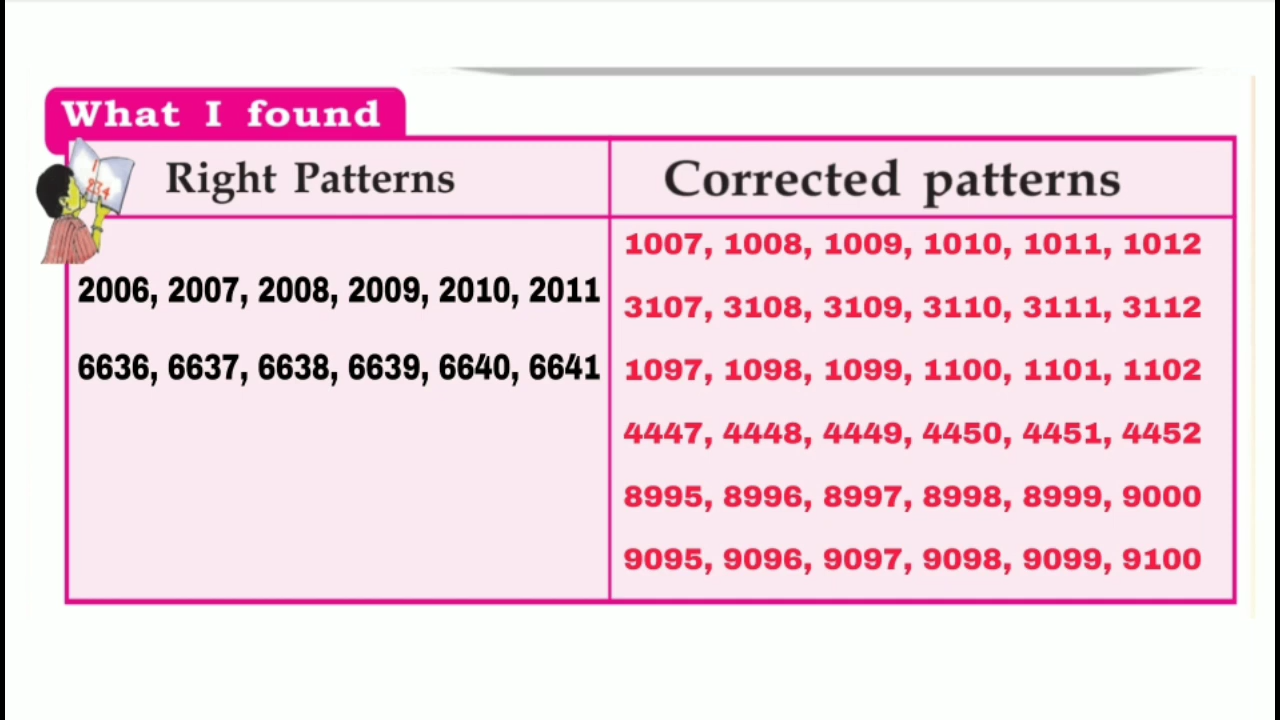 What I found
Right Patterns
Corrected patterns
2006, 2007, 2008, 2009, 2010, 2011
6636, 6637, 6638, 6639, 6640, 6641
1007, 1008, 1009, 1010, 1011, 1012
3107, 3108, 3109, 3110, 3111, 3112
1097, 1098, 1099, 1100, 1101, 1102
4447, 4448, 4449, 4450, 4451, 4452
8995, 8996, 8997, 8998, 8999, 9000
9095, 9096, 9097, 9098, 9099, 9100